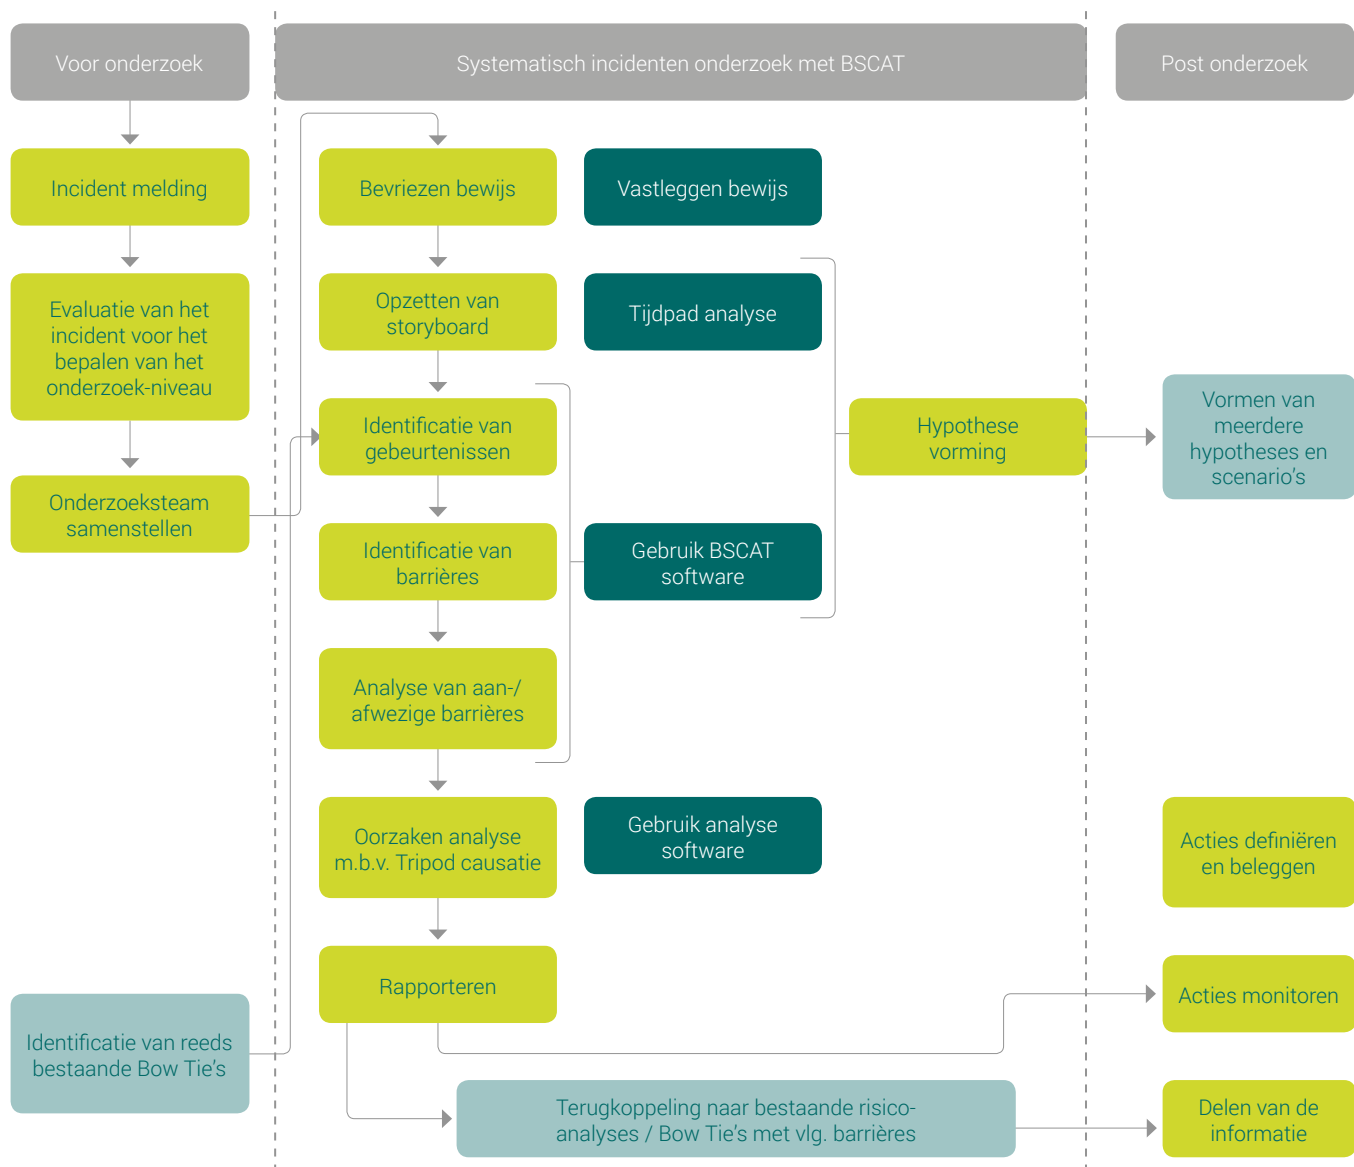 Voor onderzoek
Systematisch incidenten onderzoek met BSCAT
Post onderzoek
Incident melding
Evaluatie van het
incident voor het
bepalen van het
onderzoek-niveau
Onderzoeksteam
samenstellen
Identificatie van reeds
bestaande Bow Tie's
Bevriezen bewijs
Vastleggen bewijs
Opzetten van
storyboard
Tijdpad analyse
Identificatie van
gebeurtenissen
Identificatie van
barrières
Gebruik BSCAT
software
Analyse van aan-/
afwezige barrières
Oorzaken analyse
m.b.v. Tripod causatie
Gebruik analyse
software
Rapporteren
Terugkoppeling naar bestaande risico-
analyses / Bow Tie's met vlg. barrières
Hypothese
vorming
Vormen van
meerdere
hypotheses en
scenario's
Acties definiëren
en beleggen
Acties monitoren
Delen van de
informatie